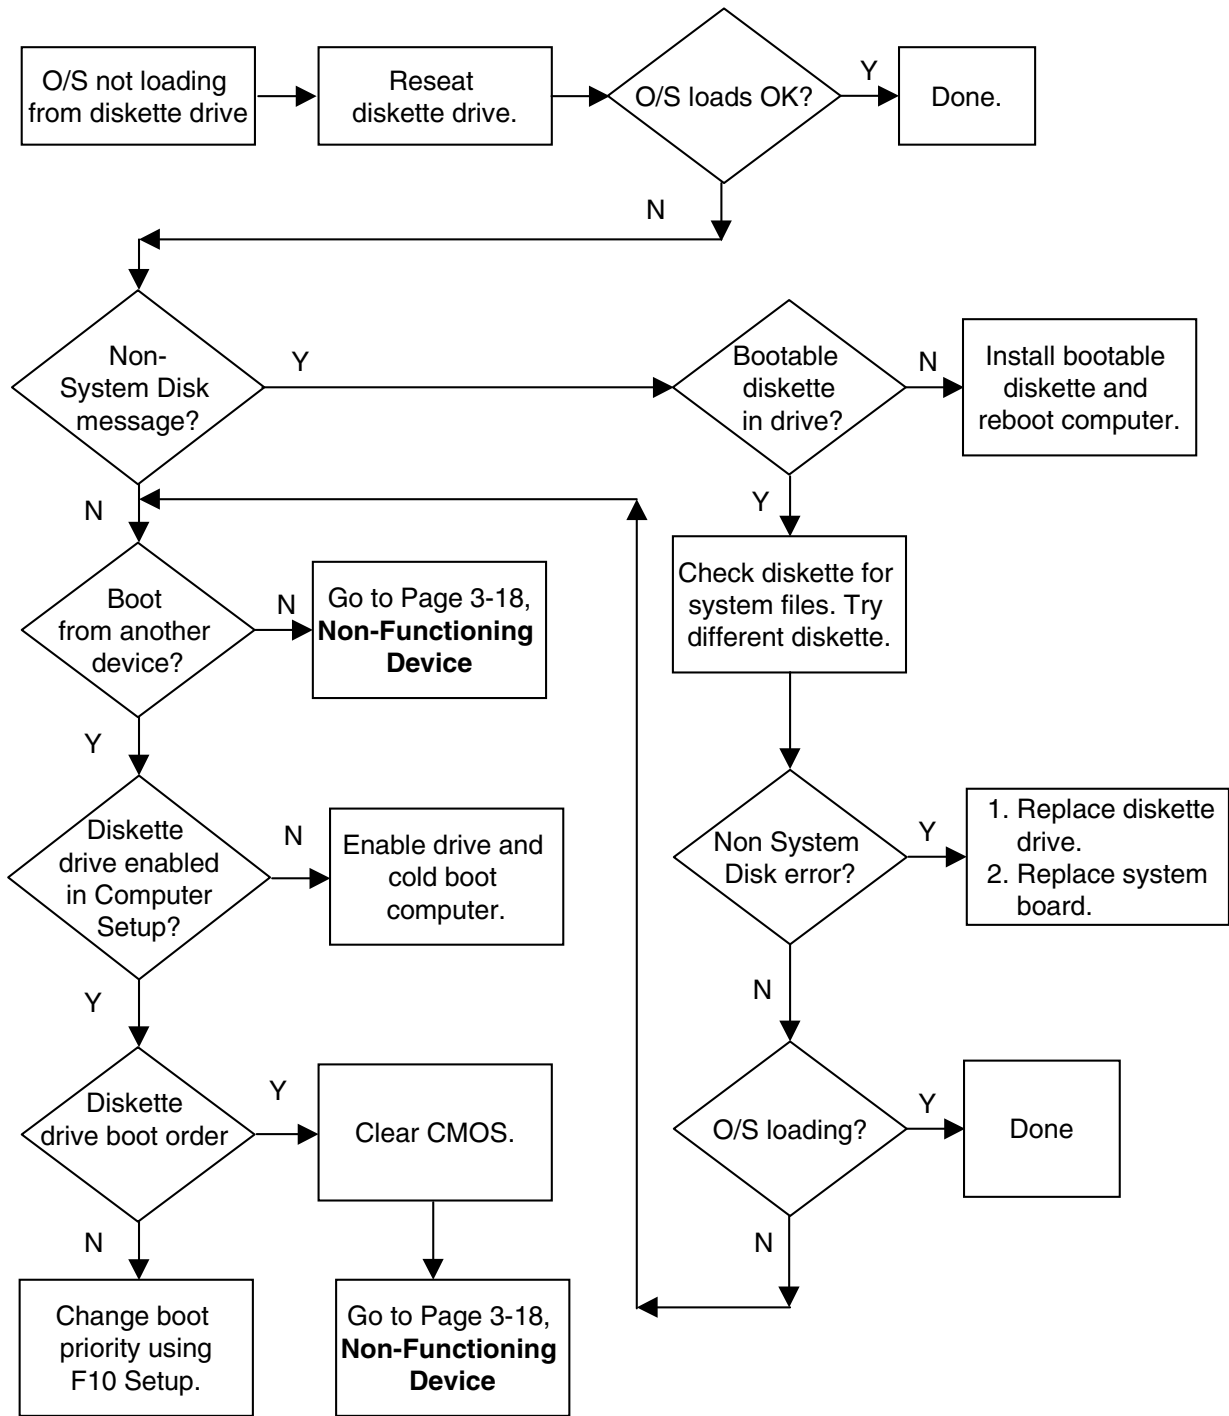 O/S not loading
from diskette drive
Reseat
diskette drive.
O/S loads OK?
Y
Done.
N
Non-
System Disk
message?
Y
Bootable
diskette
in drive?
N
Install bootable
diskette and
reboot computer.
N
Y
Boot
from another
device?
N
Go to Page 3-18,
Non-Functioning
Device
Check diskette for
system files. Try
different diskette.
Y
Diskette
drive enabled
in Computer
Setup?
N
Enable drive and
cold boot
computer.
Non System
Disk error?
Y
1. Replace diskette
drive.
2. Replace system
board.
Y
N
Diskette
drive boot order
Y
Clear CMOS.
O/S loading?
Y
Done
N
N
Change boot
priority using
F10 Setup.
Go to Page 3-18,
Non-Functioning
Device